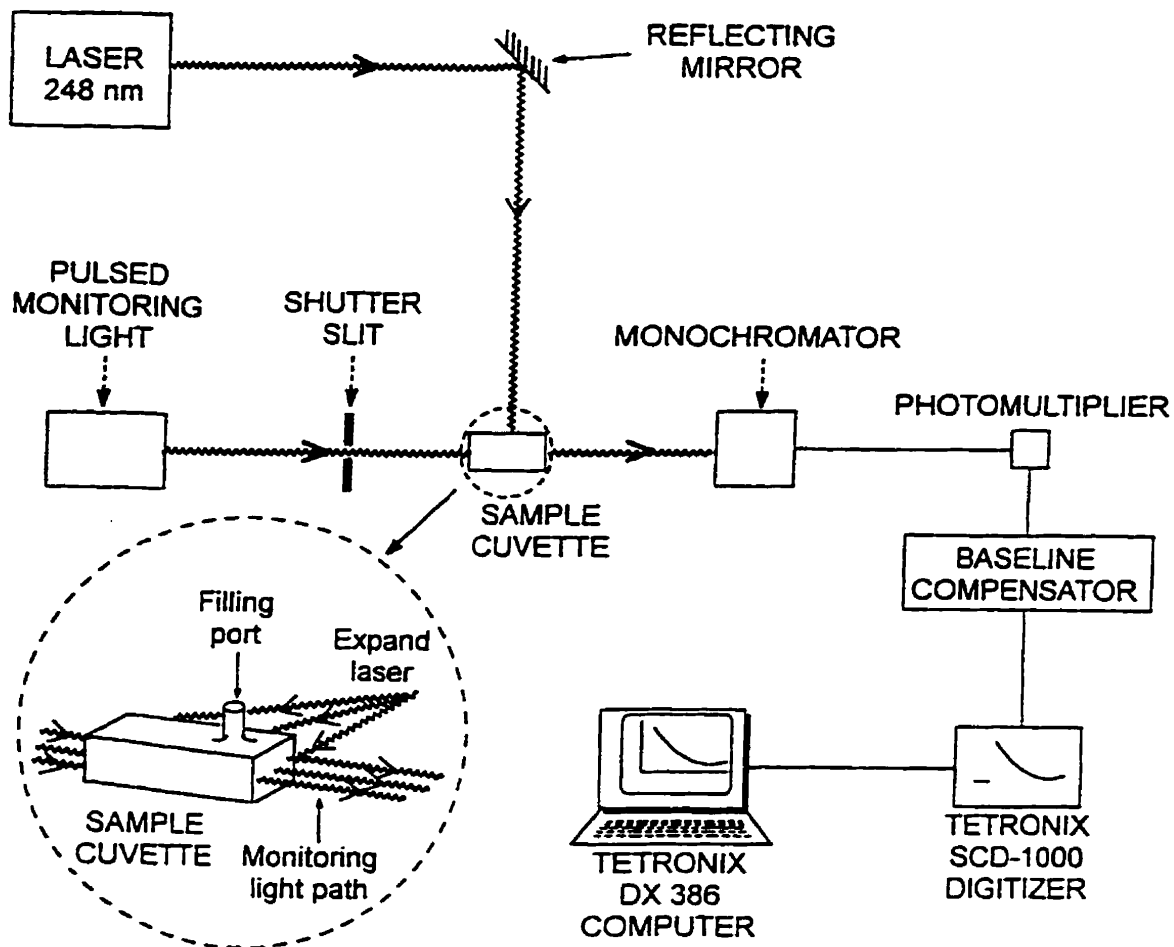 LASER
248 nm
REFLECTING
MIRROR
PULSED
MONITORING
LIGHT
SHUTTER
SLIT
MONOCHROMATOR
PHOTOMULTIPLIER
SAMPLE
CUVETTE
BASELINE
COMPENSATOR
Filling
port
Expand
laser
SAMPLE
CUVETTE
Monitoring
light path
TETRONIX
DX 386
COMPUTER
TETRONIX
SCD-1000
DIGITIZER